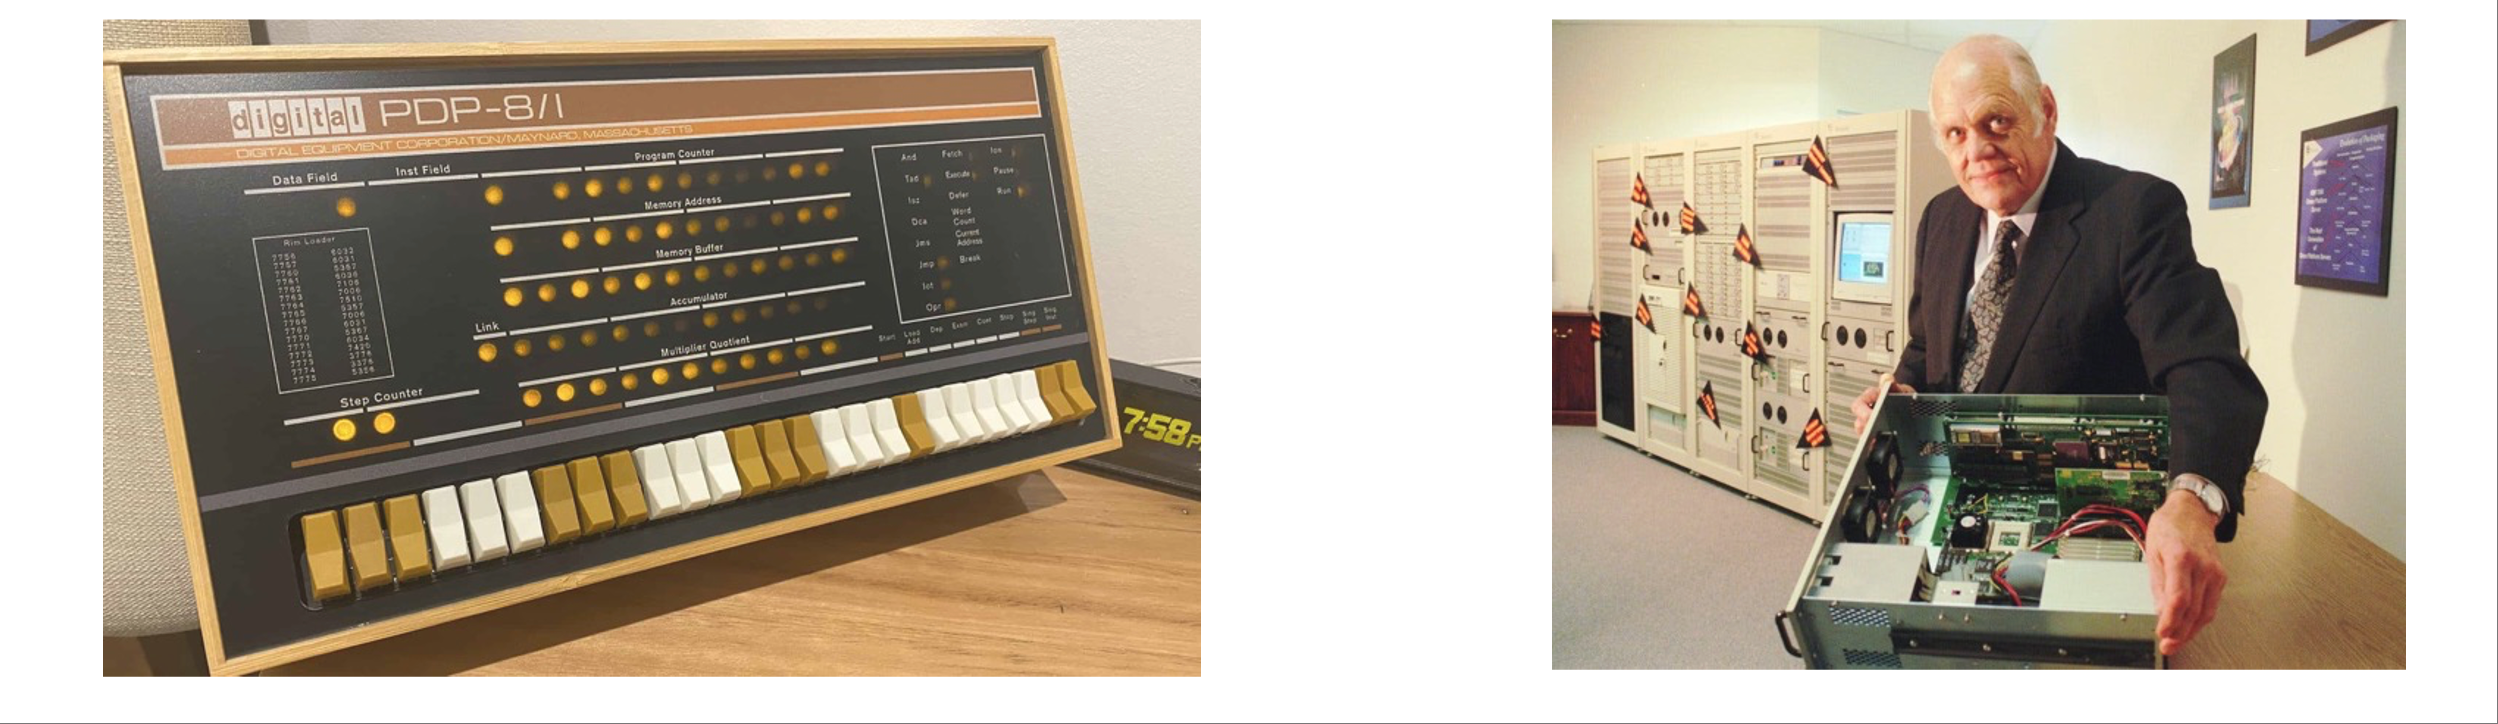 digital PDP-8/I
DIGITAL EQUIPMENT CORPORATION/MAYNARD, MASSACHUSETTS
Data Field
Inst Field
Program Counter
Memory Address
Memory Buffer
Accumulator
Link
Multiplier Quotient
Step Counter
Rim Loader
7756 6032
7757 6031
7760 5357
7761 6036
7762 7106
7763 7006
7764 7510
7765 5357
7766 7006
7767 6031
7770 5367
7771 6034
7772 7420
7773 3776
7774 3376
7775 5356
And Fetch Ion
Tad Execute Pause
Isz Defer Run
Dca Word Count
Jms Current Address
Jmp Break
Iot
Opr
Start Load Add Dep Exam Cont Stop Sing Step Sing Inst
7:58